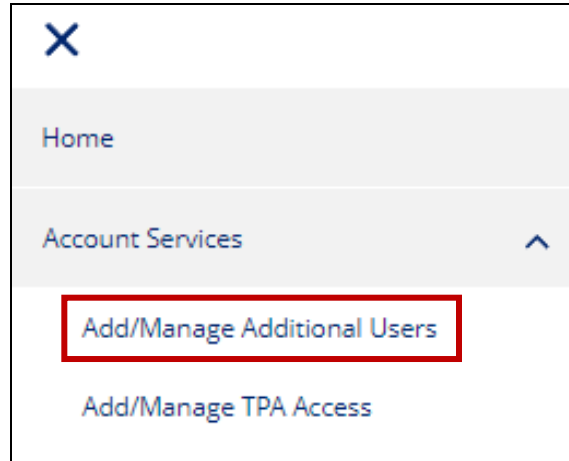 Home
Account Services
Add/Manage Additional Users
Add/Manage TPA Access